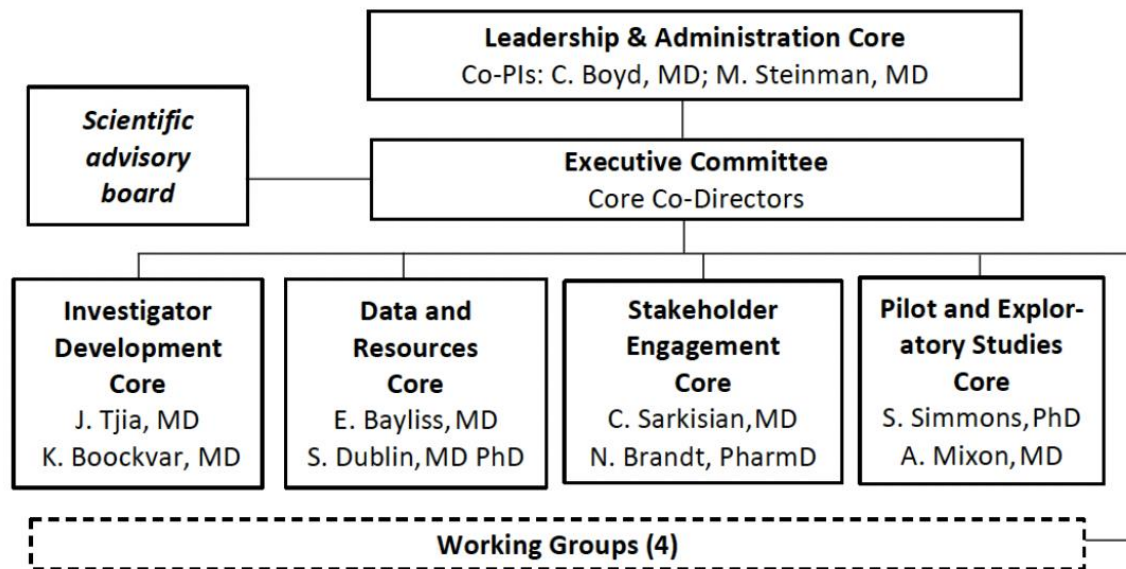 Leadership & Administration Core
Co-PIs: C. Boyd, MD; M. Steinman, MD
Scientific
advisory
board
Executive Committee
Core Co-Directors
Investigator
Development
Core
J. Tjia, MD
K. Boockvar, MD
Data and
Resources
Core
E. Bayliss, MD
S. Dublin, MD PhD
Stakeholder
Engagement
Core
C. Sarkisian, MD
N. Brandt, PharmD
Pilot and Explor-
atory Studies
Core
S. Simmons, PhD
A. Mixon, MD
Working Groups (4)